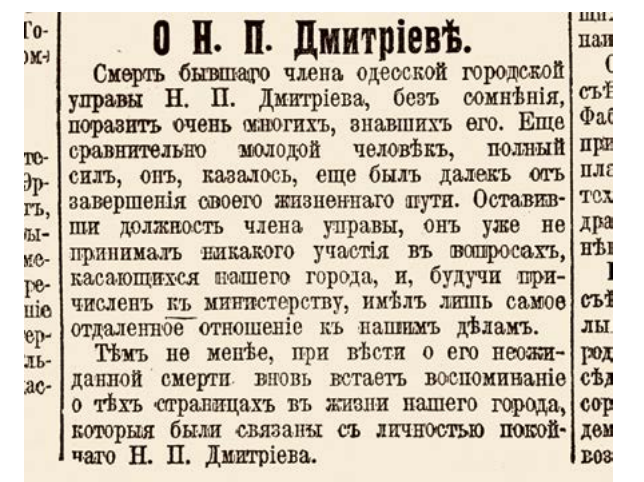 О Н. П. Дмитріевѣ.
Смерть бывшаго члена одесской городской
управы Н. П. Дмитріева, безъ сомнѣнія,
поразитъ очень многихъ, знавшихъ его. Еще
сравнительно молодой человѣкъ, полный
силъ, онъ, казалось, еще былъ далекъ отъ
завершенія своего жизненнаго пути. Оставив-
ши должность члена управы, онъ уже не
принималъ никакого участія въ вопросахъ,
касающихся нашего города, и, будучи при-
численъ къ министерству, имѣлъ лишь самое
отдаленное отношеніе къ нашимъ дѣламъ.
Тѣмъ не менѣе, при вѣсти о его неожи-
данной смерти вновь встаетъ воспоминаніе
о тѣхъ страницахъ въ жизни нашего города,
которыя были связаны съ личностью покой-
чаго Н. П. Дмитріева.